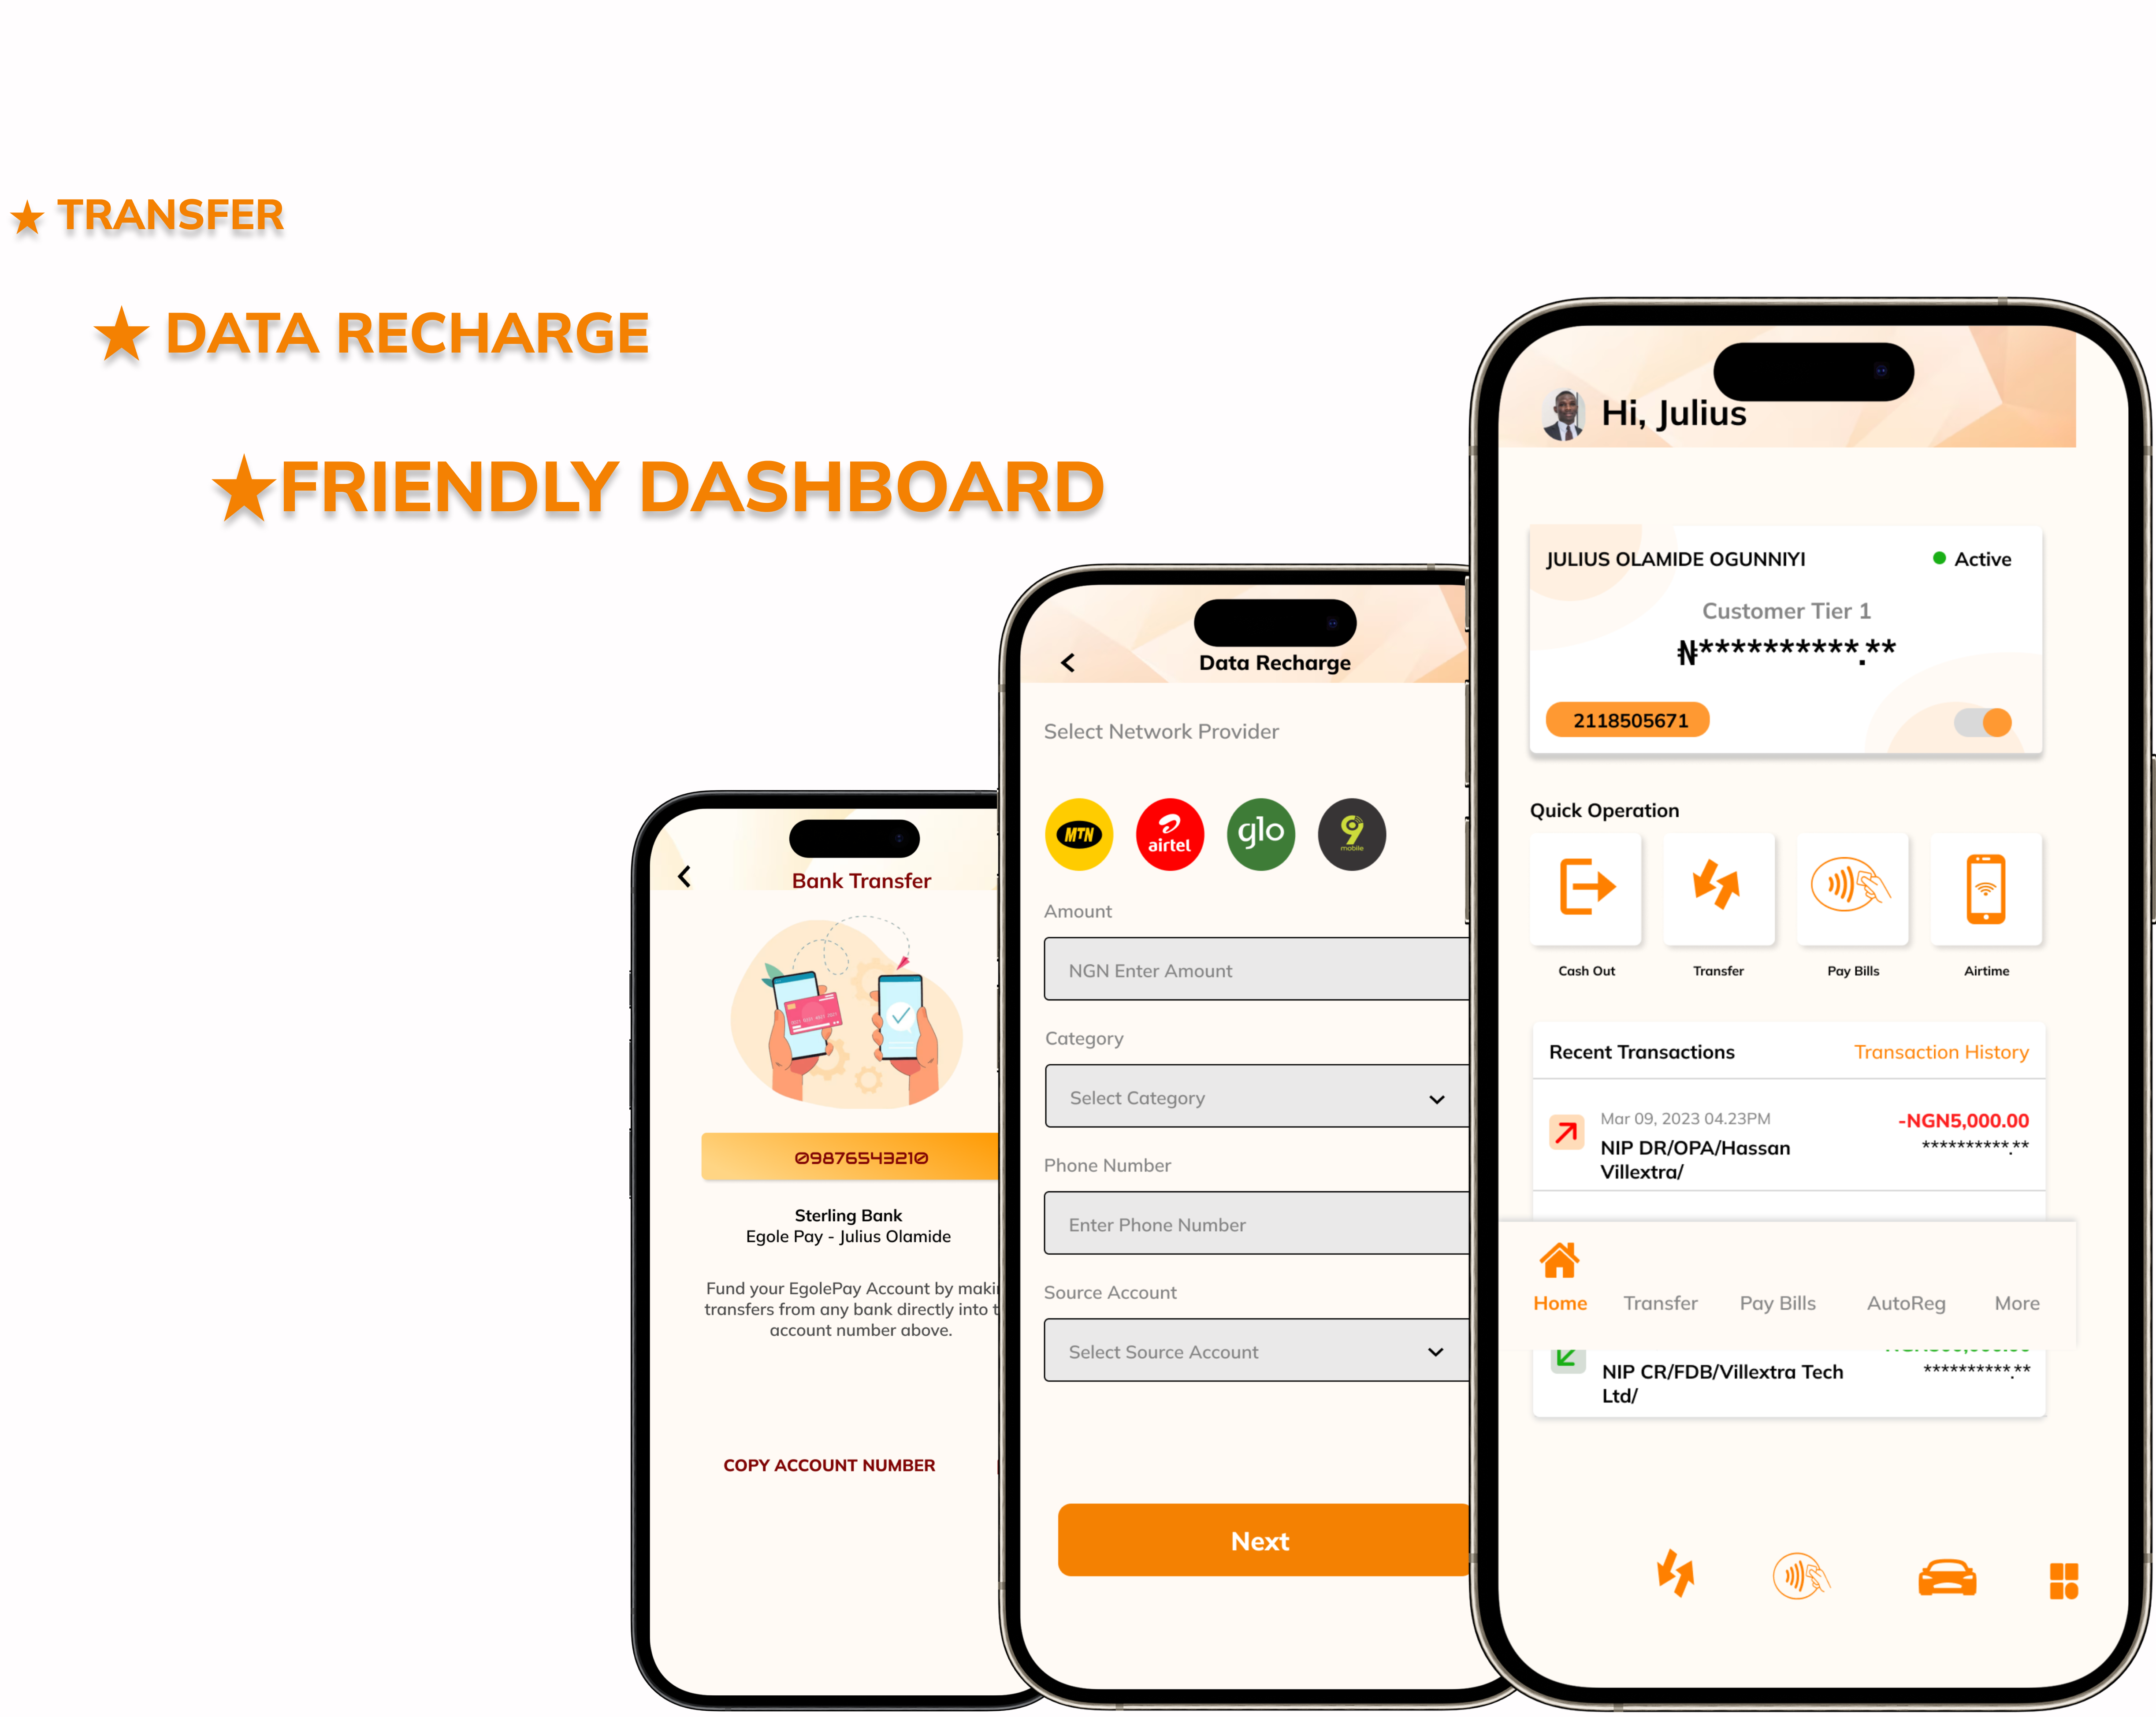 ★ TRANSFER
★ DATA RECHARGE
★FRIENDLY DASHBOARD
Bank Transfer
09876543210
Sterling Bank
Egole Pay - Julius Olamide
Fund your EgolePay Account by
transfers from any bank directly into
account number above.
COPY ACCOUNT NUMBER
Data Recharge
Select Network Provider
MTN
airtel
glo
9
mobile
Amount
NGN Enter Amount
Category
Select Category
Phone Number
Enter Phone Number
Source Account
Select Source Account
Next
Hi, Julius
JULIUS OLAMIDE OGUNNIYI
Active
Customer Tier 1
₦**********.**
2118505671
Quick Operation
Cash Out
Transfer
Pay Bills
Airtime
Recent Transactions
Transaction History
Mar 09, 2023 04.23PM
-NGN5,000.00
NIP DR/OPA/Hassan
**********.**
Villextra/
Home
Transfer
Pay Bills
AutoReg
More
NIP CR/FDB/Villextra Tech
**********.**
Ltd/